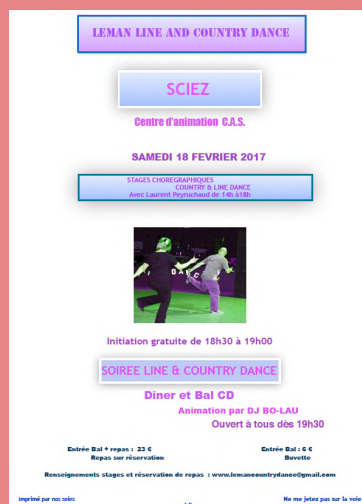 LEMAN LINE AND COUNTRY DANCE
SCIEZ
Centre d'animation C.A.S.
SAMEDI 18 FEVRIER 2017
STAGES CHOREGRAPHIQUES
COUNTRY & LINE DANCE
Avec Laurent Peyruchaud de 14h à18h
DANC
Initiation gratuite de 18h30 à 19h00
SOIREE LINE & COUNTRY DANCE
Dîner et Bal CD
Animation par DJ BO-LAU
Ouvert à tous dès 19h30
Entrée Bal + repas : 23 € Entrée Bal : 6 €
Repas sur réservation Buvette
Renseignements stages et réservation de repas : www.lemancountrydance@gmail.com
Imprimé par nos soins Ne me jetez pas sur la voie